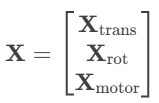 X = [
X_trans
X_rot
X_motor
]